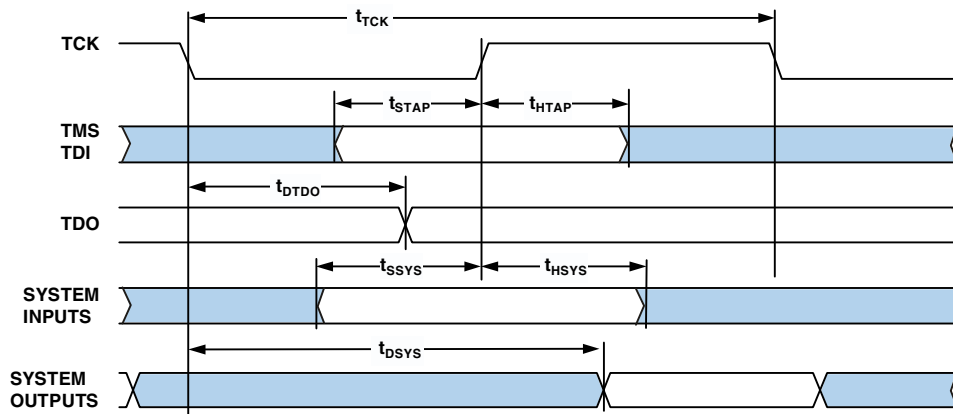 tTCK
TCK
tSTAP
tHTAP
TMS
TDI
tDTDO
TDO
tSSYS
tHSYS
SYSTEM
INPUTS
tDSYS
SYSTEM
OUTPUTS